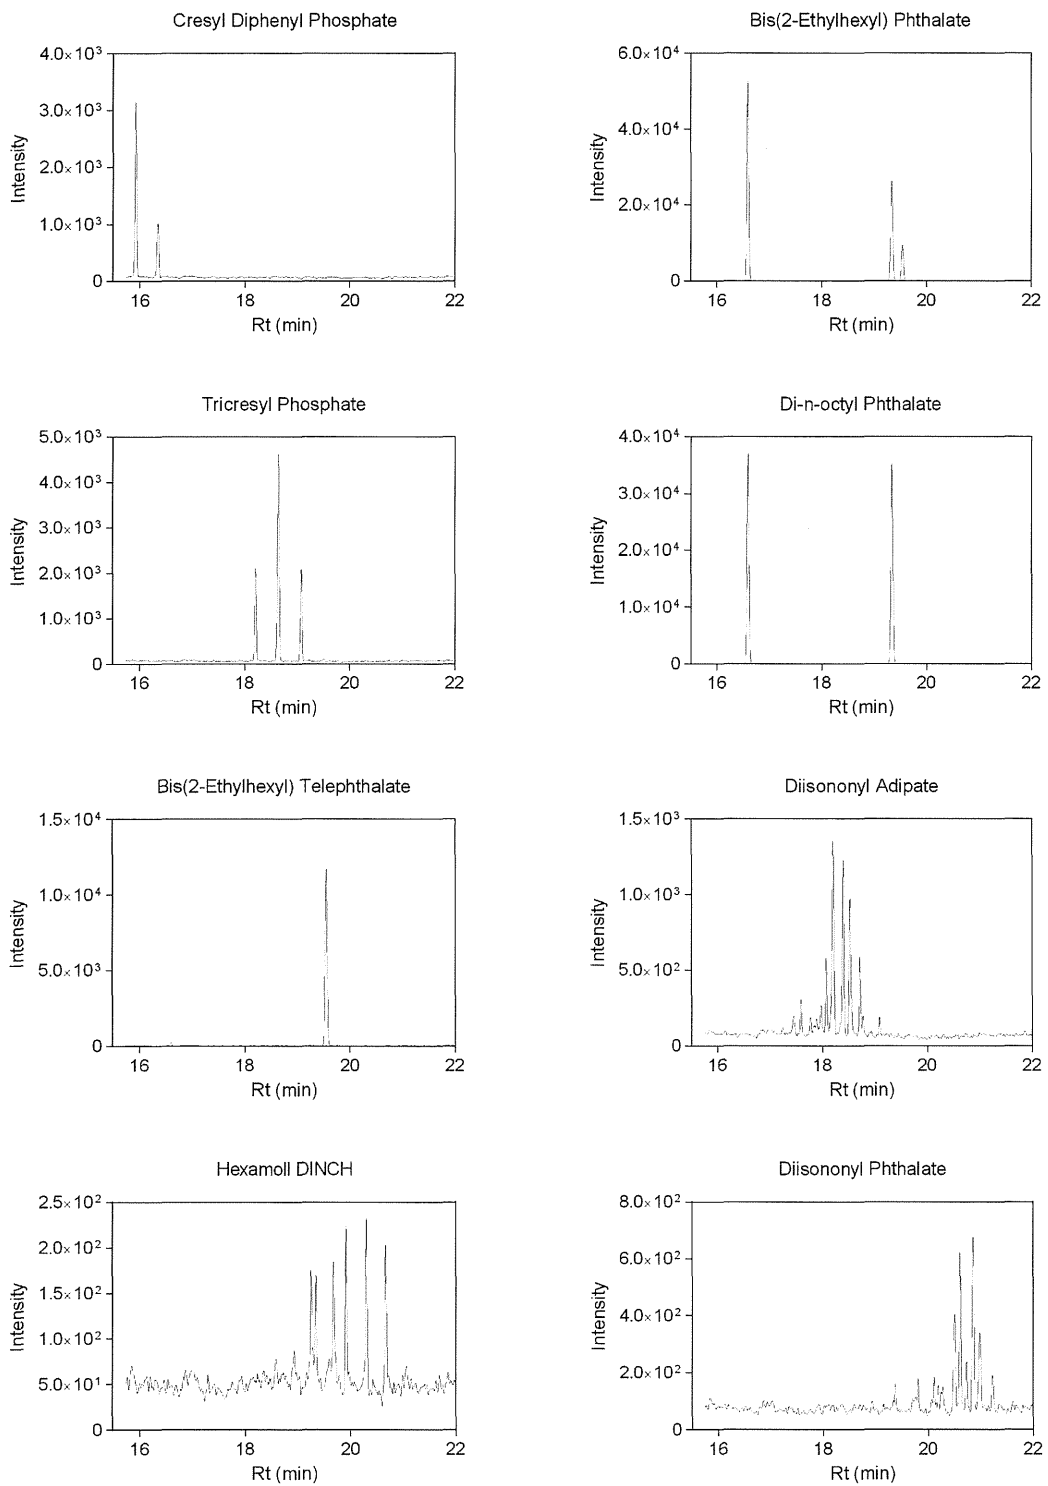 Cresyl Diphenyl Phosphate
4.0×10³
3.0×10³
2.0×10³
1.0×10³
0
Intensity
16 18 20 22
Rt (min)
Bis(2-Ethylhexyl) Phthalate
6.0×10⁴
4.0×10⁴
2.0×10⁴
0
Intensity
16 18 20 22
Rt (min)
Tricresyl Phosphate
5.0×10³
4.0×10³
3.0×10³
2.0×10³
1.0×10³
0
Intensity
16 18 20 22
Rt (min)
Di-n-octyl Phthalate
4.0×10⁴
3.0×10⁴
2.0×10⁴
1.0×10⁴
0
Intensity
16 18 20 22
Rt (min)
Bis(2-Ethylhexyl) Telephthalate
1.5×10⁴
1.0×10⁴
5.0×10³
0
Intensity
16 18 20 22
Rt (min)
Diisononyl Adipate
1.5×10³
1.0×10³
5.0×10²
0
Intensity
16 18 20 22
Rt (min)
Hexamoll DINCH
2.5×10²
2.0×10²
1.5×10²
1.0×10²
5.0×10¹
0
Intensity
16 18 20 22
Rt (min)
Diisononyl Phthalate
8.0×10²
6.0×10²
4.0×10²
2.0×10²
0
Intensity
16 18 20 22
Rt (min)